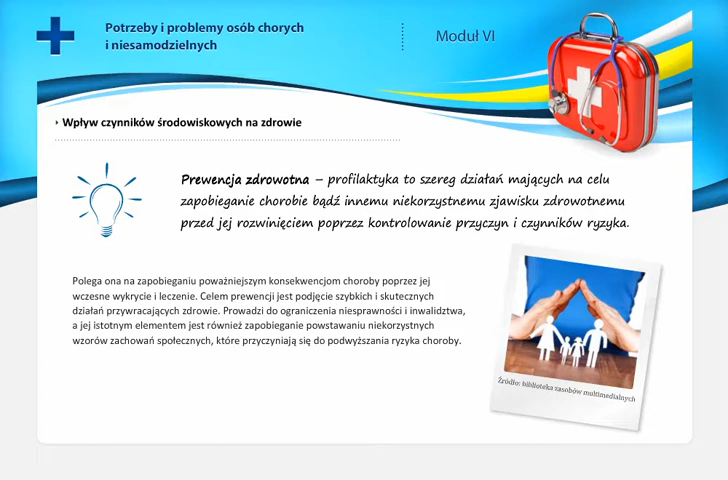 Potrzeby i problemy osób chorych
i niesamodzielnych
Moduł VI
Wpływ czynników środowiskowych na zdrowie
Prewencja zdrowotna – profilaktyka to szereg działań mających na celu
zapobieganie chorobie bądź innemu niekorzystnemu zjawisku zdrowotnemu
przed jej rozwinięciem poprzez kontrolowanie przyczyn i czynników ryzyka.
Polega ona na zapobieganiu poważniejszym konsekwencjom choroby poprzez jej
wczesne wykrycie i leczenie. Celem prewencji jest podjęcie szybkich i skutecznych
działań przywracających zdrowie. Prowadzi do ograniczenia niesprawności i inwalidztwa,
a jej istotnym elementem jest również zapobieganie powstawaniu niekorzystnych
wzorów zachowań społecznych, które przyczyniają się do podwyższania ryzyka choroby.
Źródło: biblioteka zasobów multimedialnych